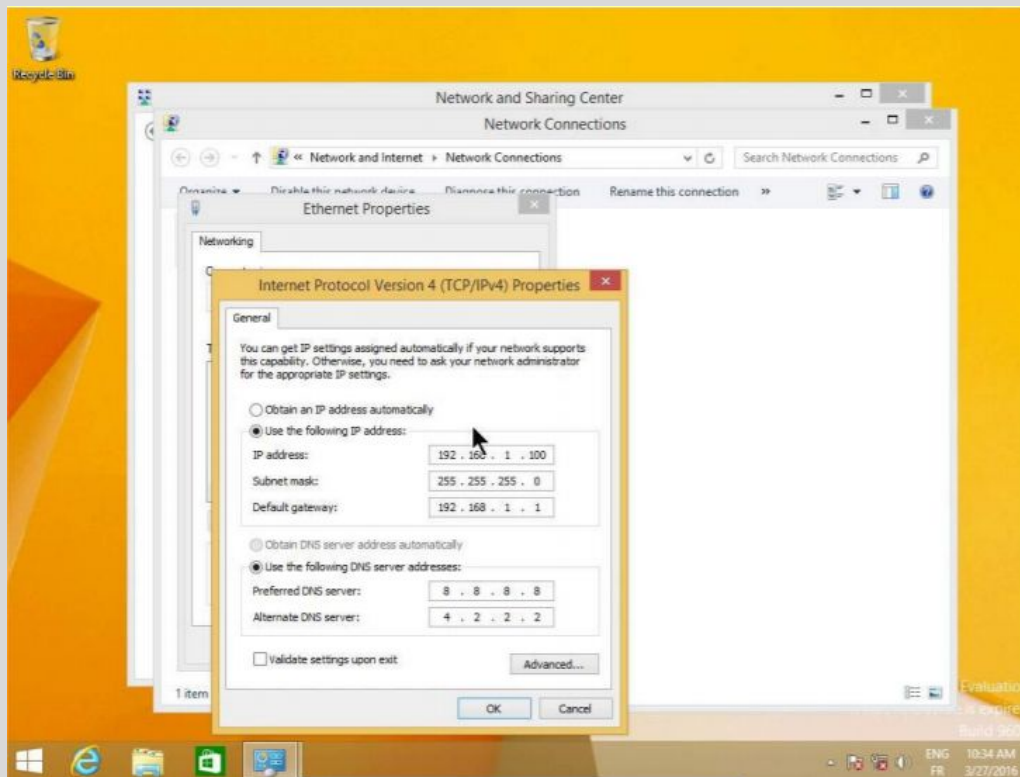 Recycle Bin
Network and Sharing Center
Network Connections
« Network and Internet ▸ Network Connections
Search Network Connections
Organize Disable this network device Diagnose this connection Rename this connection »
Ethernet Properties
Networking
Internet Protocol Version 4 (TCP/IPv4) Properties
General
You can get IP settings assigned automatically if your network supports
this capability. Otherwise, you need to ask your network administrator
for the appropriate IP settings.
Obtain an IP address automatically
Use the following IP address:
IP address: 192 . 168 . 1 . 100
Subnet mask: 255 . 255 . 255 . 0
Default gateway: 192 . 168 . 1 . 1
Obtain DNS server address automatically
Use the following DNS server addresses:
Preferred DNS server: 8 . 8 . 8 . 8
Alternate DNS server: 4 . 2 . 2 . 2
Validate settings upon exit
Advanced...
1 item
OK Cancel
Evaluatio
is expire
Build 960
ENG 10:34 AM
FR 3/27/2016